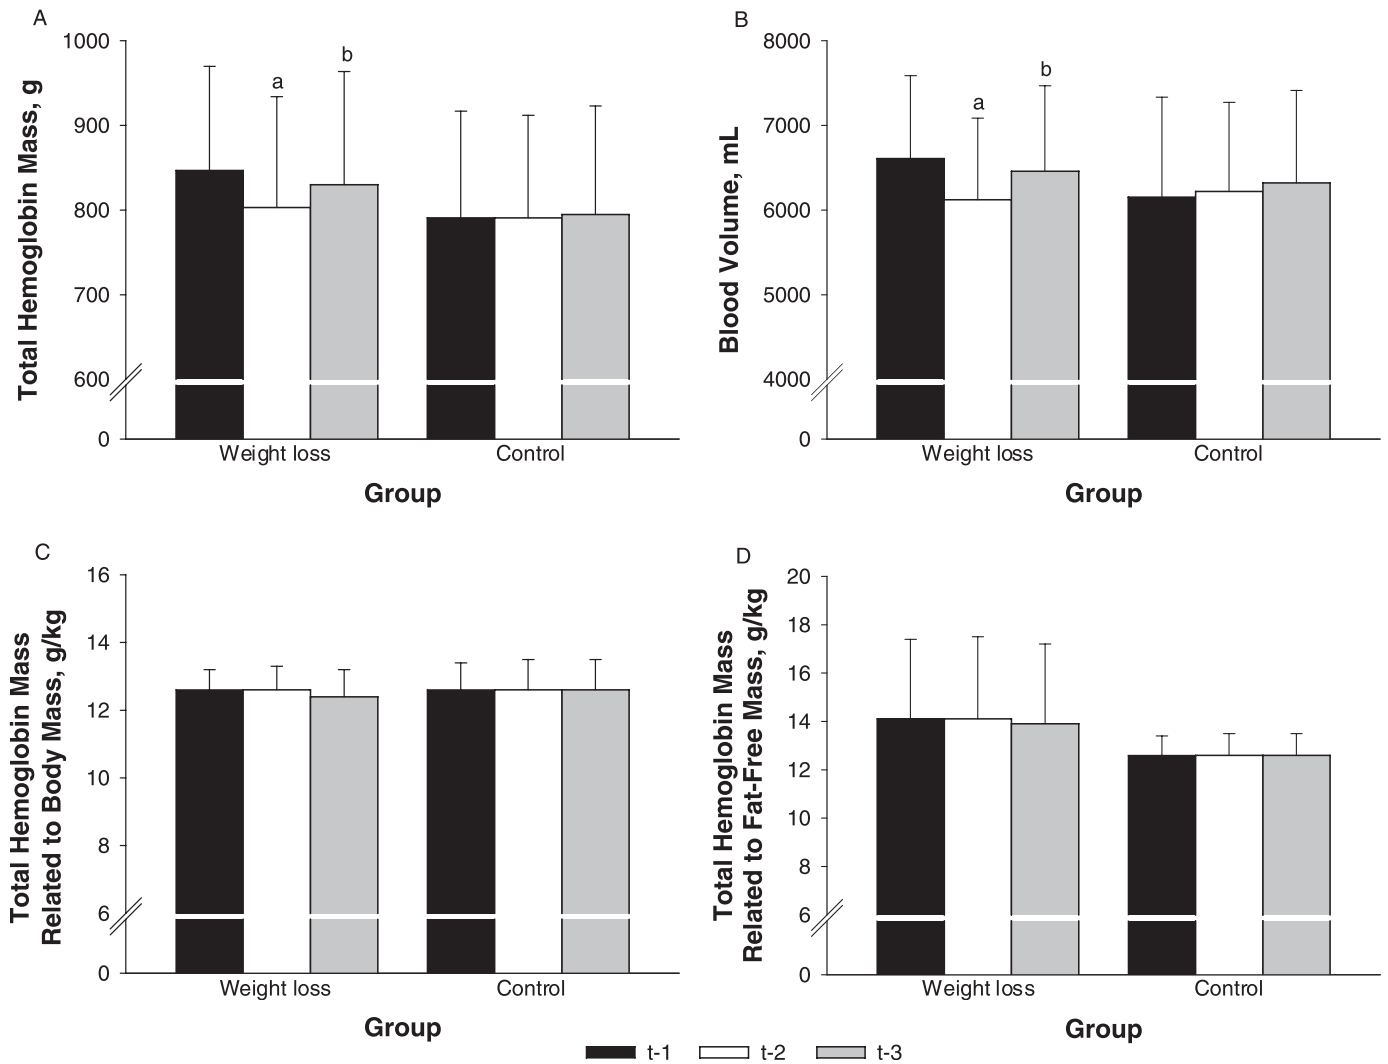 A
Total Hemoglobin Mass, g
1000
900
800
700
600
0
a
b
Weight loss
Control
Group
B
Blood Volume, mL
8000
7000
6000
5000
4000
0
a
b
Weight loss
Control
Group
C
Total Hemoglobin Mass
Related to Body Mass, g/kg
16
14
12
10
8
6
0
Weight loss
Control
Group
D
Total Hemoglobin Mass
Related to Fat-Free Mass, g/kg
20
18
16
14
12
10
8
6
0
Weight loss
Control
Group
t-1
t-2
t-3